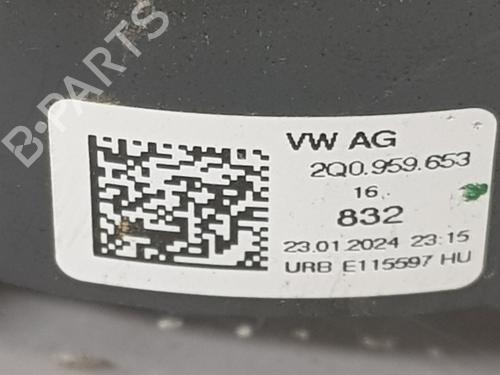 B-PARTS
VW AG
2Q0.959.653
16
832
23.01.2024 23:15
URB E115597 HU